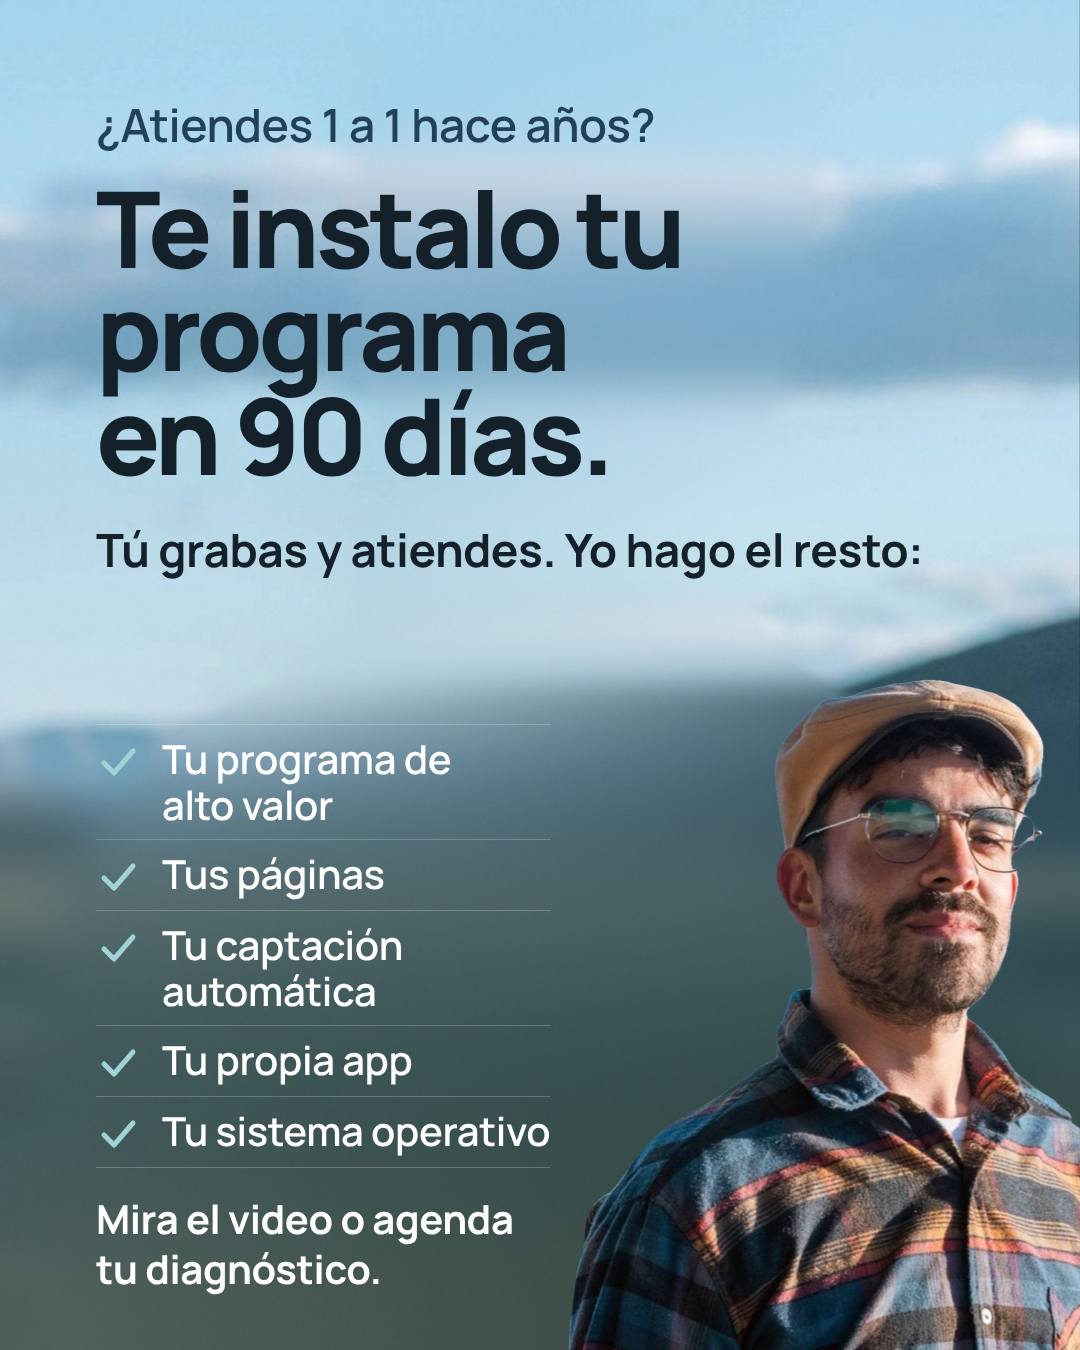 ¿Atiendes 1 a 1 hace años?
Te instalo tu
programa
en 90 días.
Tú grabas y atiendes. Yo hago el resto:
Tu programa de
alto valor
Tus páginas
Tu captación
automática
Tu propia app
Tu sistema operativo
Mira el video o agenda
tu diagnóstico.